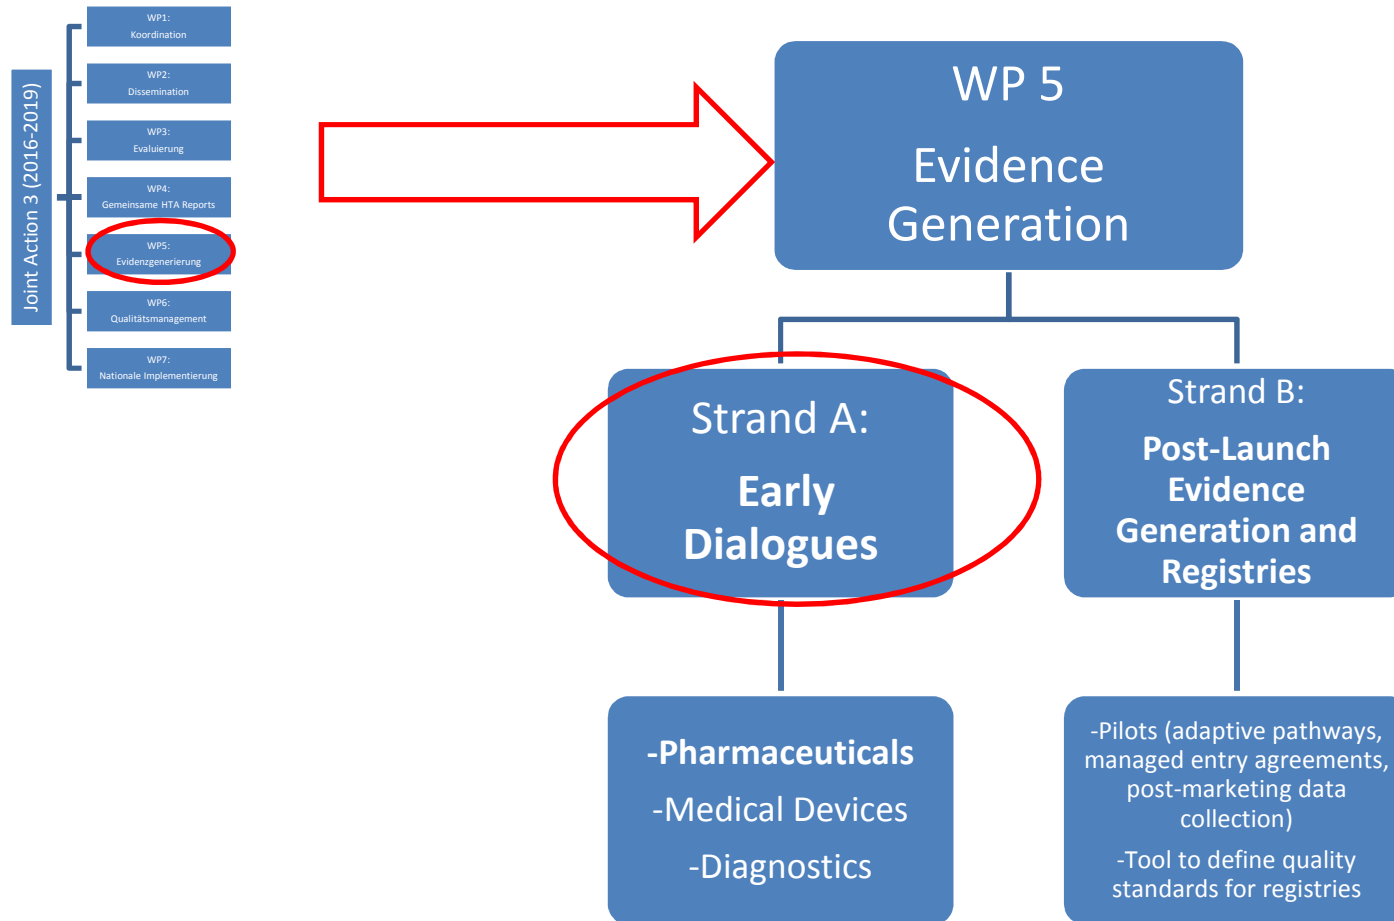 Joint Action 3 (2016-2019)
WP1:
Koordination
WP2:
Dissemination
WP3:
Evaluierung
WP4:
Gemeinsame HTA Reports
WP5:
Evidenzgenerierung
WP6:
Qualitätsmanagement
WP7:
Nationale Implementierung
WP 5
Evidence
Generation
Strand A:
Early
Dialogues
-Pharmaceuticals
-Medical Devices
-Diagnostics
Strand B:
Post-Launch
Evidence
Generation and
Registries
-Pilots (adaptive pathways,
managed entry agreements,
post-marketing data
collection)
-Tool to define quality
standards for registries